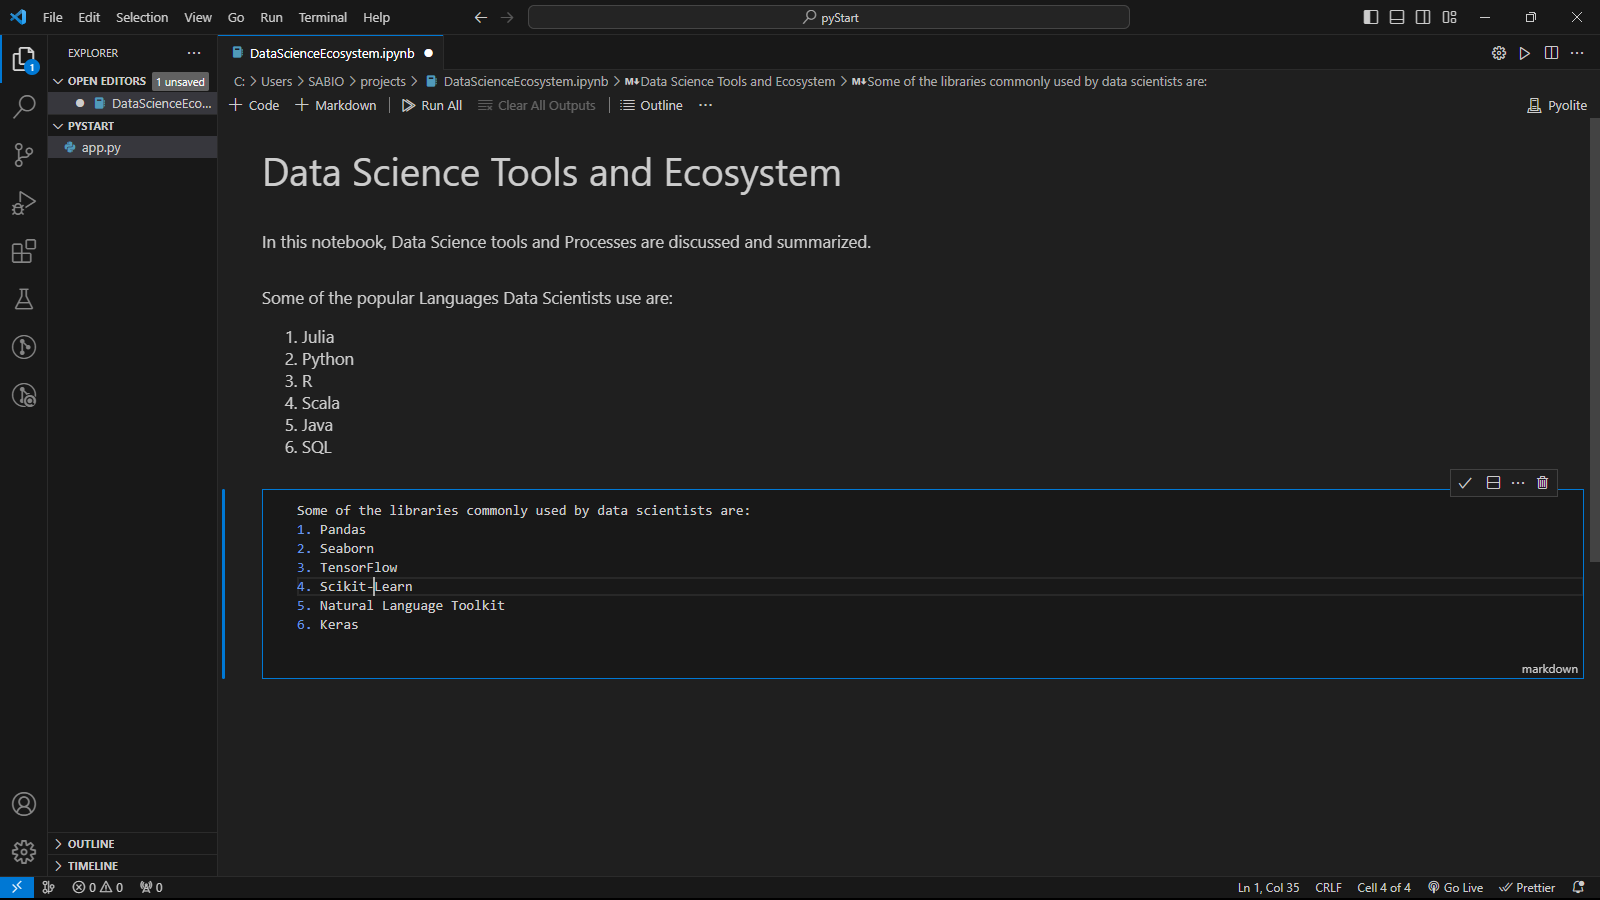 File Edit Selection View Go Run Terminal Help
pyStart
EXPLORER
OPEN EDITORS 1 unsaved
DataScienceEco...
PYSTART
app.py
OUTLINE
TIMELINE
1
DataScienceEcosystem.ipynb
C: > Users > SABIO > projects > DataScienceEcosystem.ipynb > M↓Data Science Tools and Ecosystem > M↓Some of the libraries commonly used by data scientists are:
+ Code + Markdown | Run All Clear All Outputs | Outline ...
Pyolite
Data Science Tools and Ecosystem
In this notebook, Data Science tools and Processes are discussed and summarized.
Some of the popular Languages Data Scientists use are:
1. Julia
2. Python
3. R
4. Scala
5. Java
6. SQL
Some of the libraries commonly used by data scientists are:
1. Pandas
2. Seaborn
3. TensorFlow
4. Scikit-Learn
5. Natural Language Toolkit
6. Keras
markdown
0 0 0
Ln 1, Col 35 CRLF Cell 4 of 4 Go Live Prettier